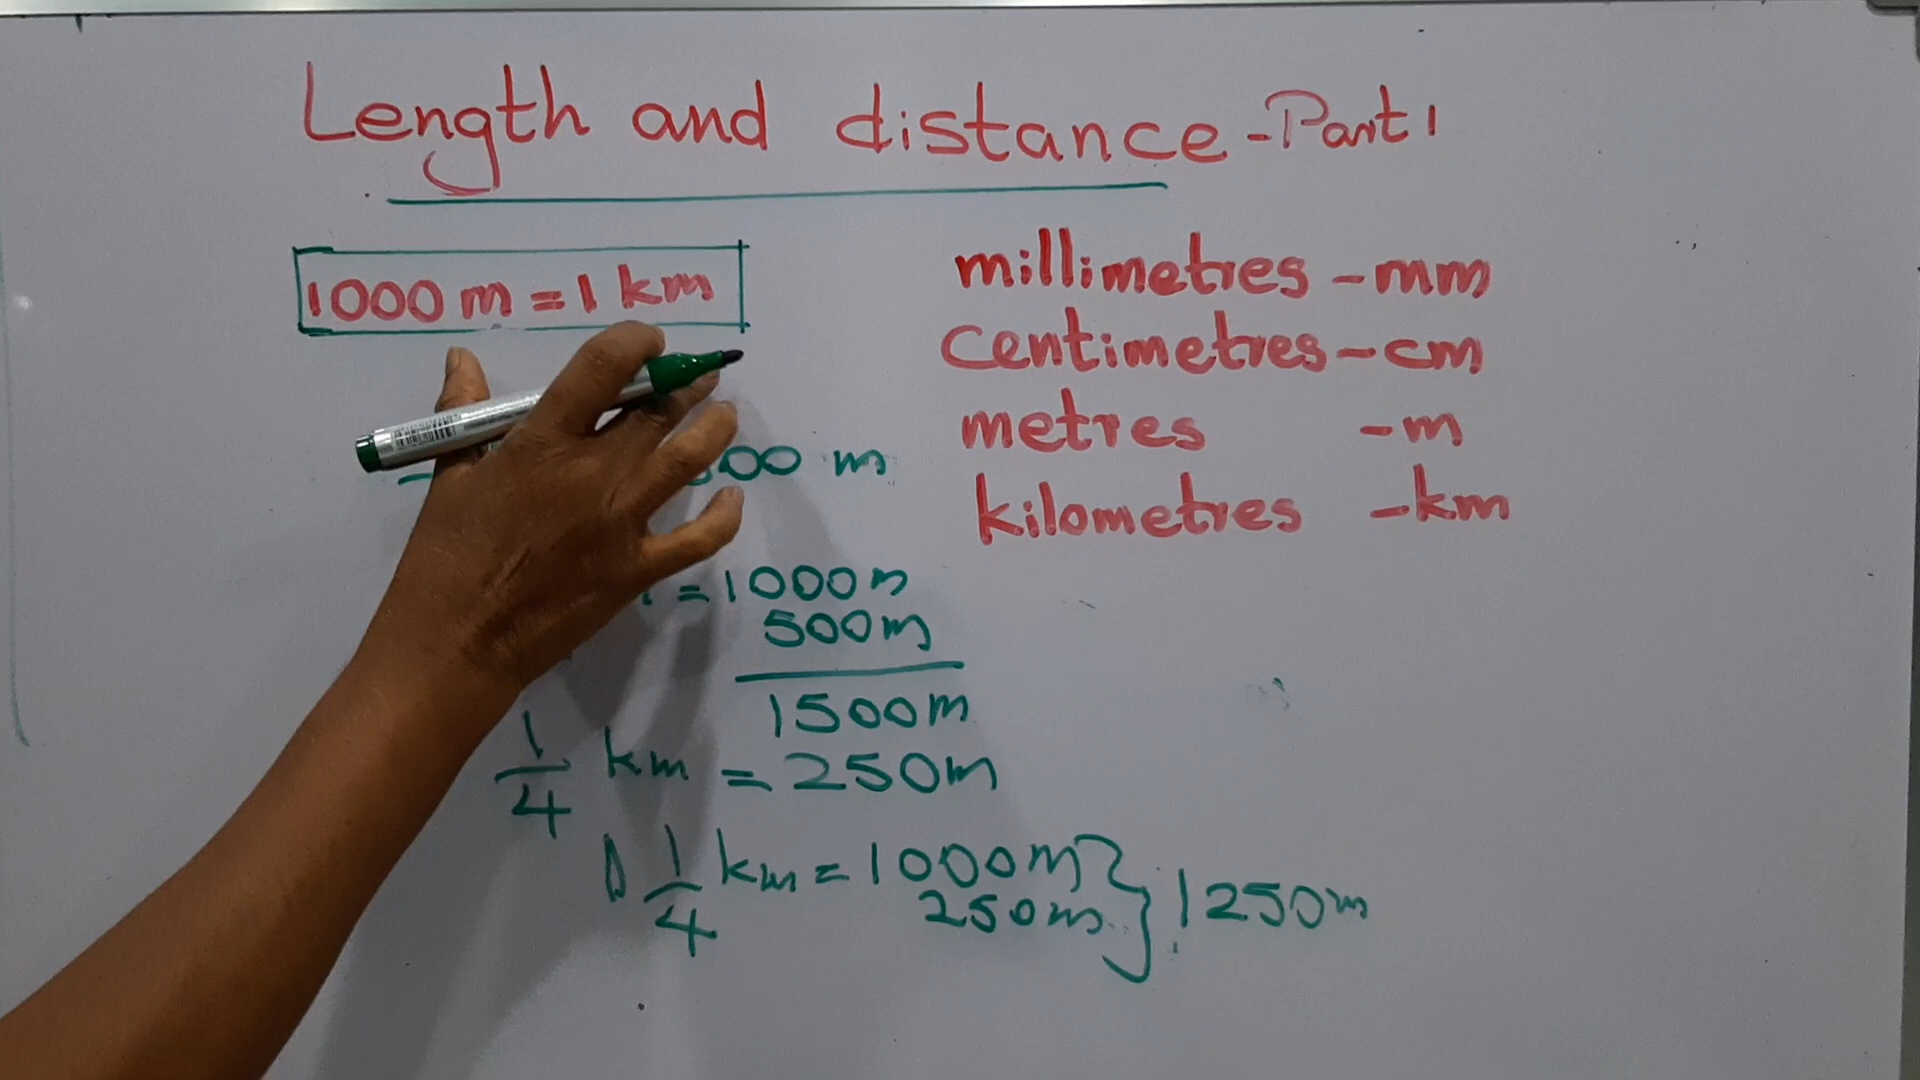 Length and distance - Part 1
1000 m = 1 km
millimetres - mm
centimetres - cm
metres - m
kilometres - km
00 m
= 1000m
500m
1500m
1/4 km = 250m
1 1/4 km = 1000m
250m } 1250m